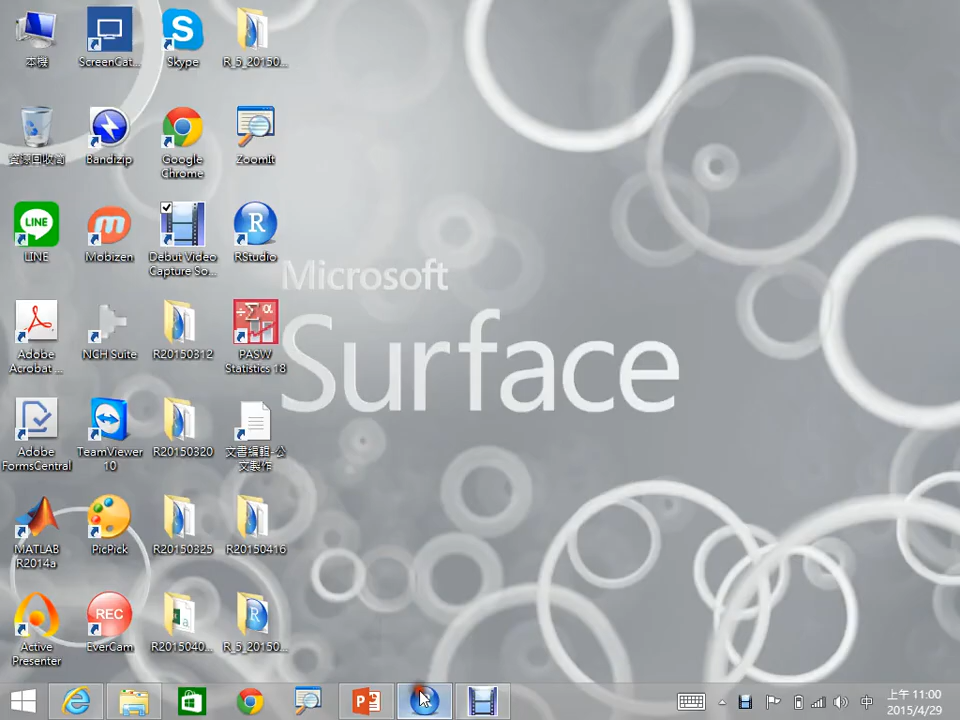 本機
ScreenCat...
Skype
R_5_20150...
資源回收筒
Bandizip
Google
Chrome
ZoomIt
LINE
LINE
Mobizen
Debut Video
Capture So...
R
RStudio
Microsoft
Surface
Adobe
Acrobat ...
NCH Suite
R20150312
PASW
Statistics 18
Adobe
FormsCentral
TeamViewer
10
R20150320
文書編輯-公
文製作
MATLAB
R2014a
PicPick
R20150325
R20150416
Active
Presenter
REC
EverCam
R2015040...
R_5_20150...
中
上午 11:00
2015/4/29